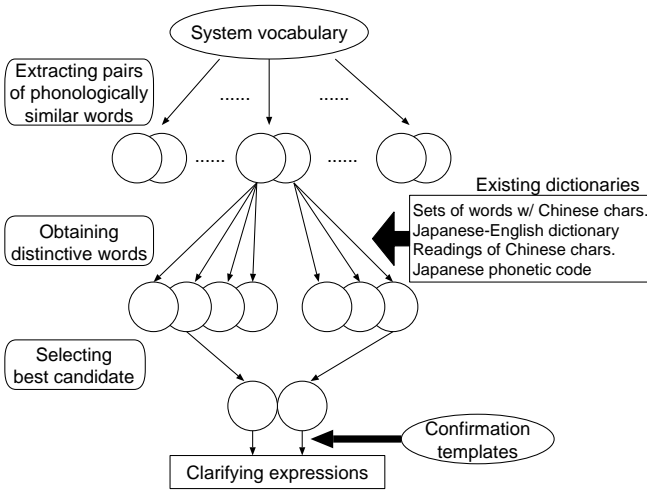 System vocabulary
Extracting pairs
of phonologically
similar words
...... ......
...... ......
Existing dictionaries
Sets of words w/ Chinese chars.
Japanese-English dictionary
Readings of Chinese chars.
Japanese phonetic code
Obtaining
distinctive words
Selecting
best candidate
Confirmation
templates
Clarifying expressions